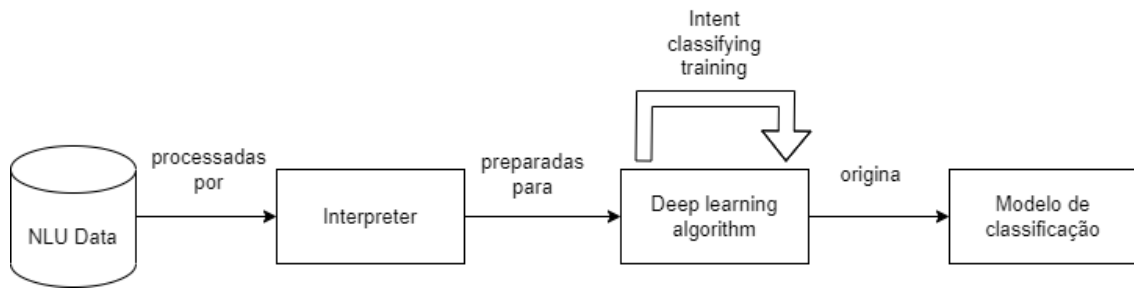 Intent
classifying
training
processadas
por
preparadas
para
origina
NLU Data
Interpreter
Deep learning
algorithm
Modelo de
classificação